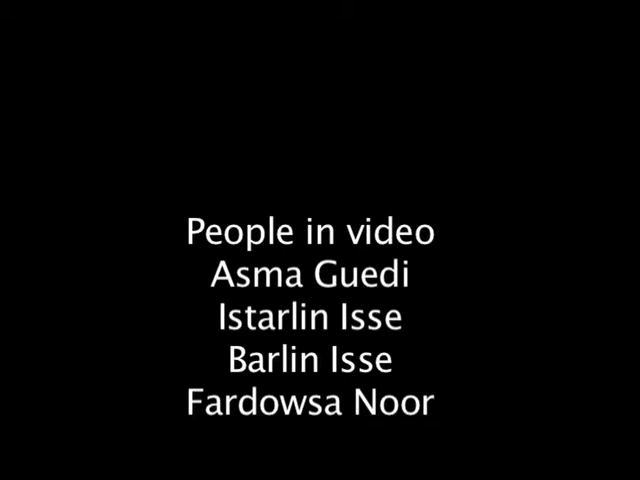 People in video
Asma Guedi
Istarlin Isse
Barlin Isse
Fardowsa Noor